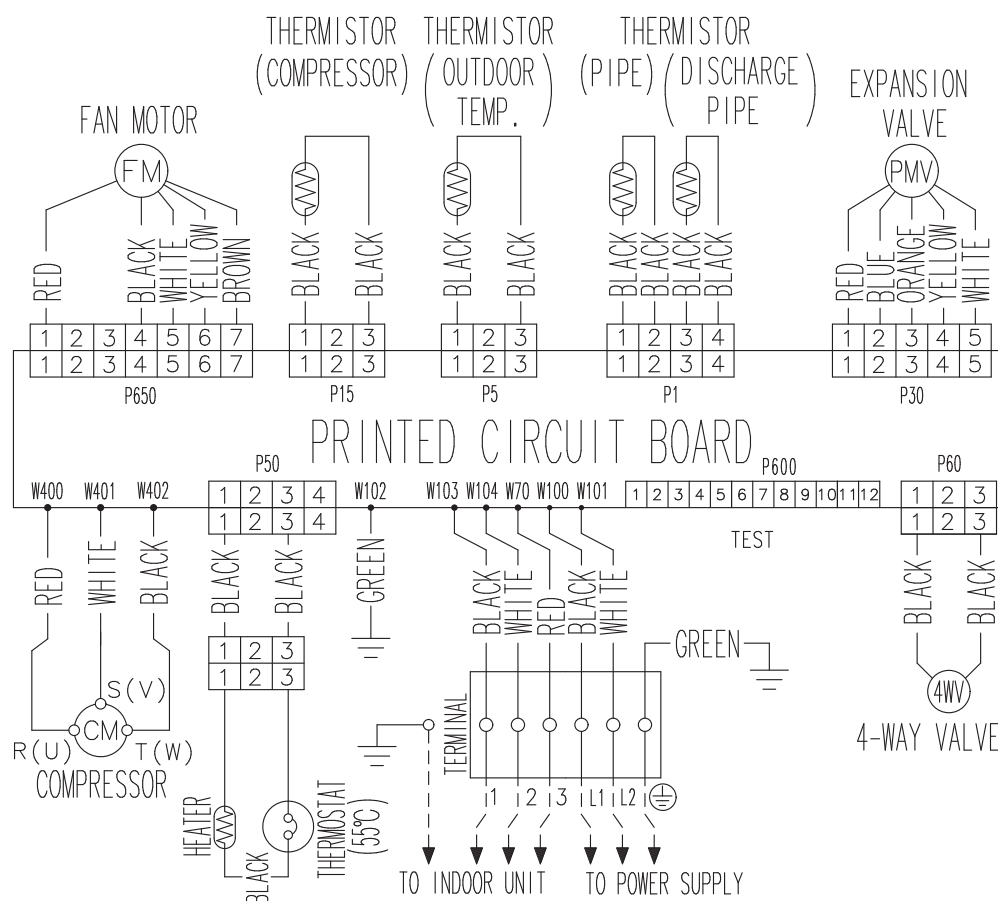 THERMISTOR THERMISTOR THERMISTOR
(COMPRESSOR) (OUTDOOR TEMP.) (PIPE) (DISCHARGE PIPE)
EXPANSION
VALVE
FAN MOTOR
FM
PMV
RED BLACK WHITE YELLOW BROWN
BLACK BLACK
BLACK BLACK
BLACK BLACK BLACK BLACK
RED BLUE ORANGE YELLOW WHITE
1 2 3 4 5 6 7
1 2 3 4 5 6 7
P650
1 2 3
1 2 3
P15
1 2 3
1 2 3
P5
1 2 3 4
1 2 3 4
P1
1 2 3 4 5
1 2 3 4 5
P30
PRINTED CIRCUIT BOARD
W400 W401 W402
P50
1 2 3 4
1 2 3 4
W102
W103 W104 W70 W100 W101
P600
1 2 3 4 5 6 7 8 9 10 11 12
TEST
P60
1 2 3
1 2 3
RED WHITE BLACK
BLACK BLACK
GREEN
BLACK WHITE RED BLACK WHITE
BLACK BLACK
1 2 3
1 2 3
GREEN
S(V)
CM
R(U) T(W)
COMPRESSOR
4WV
4-WAY VALVE
TERMINAL
1 2 3 L1 L2
HEATER
THERMOSTAT
(55℃)
BLACK
TO INDOOR UNIT TO POWER SUPPLY